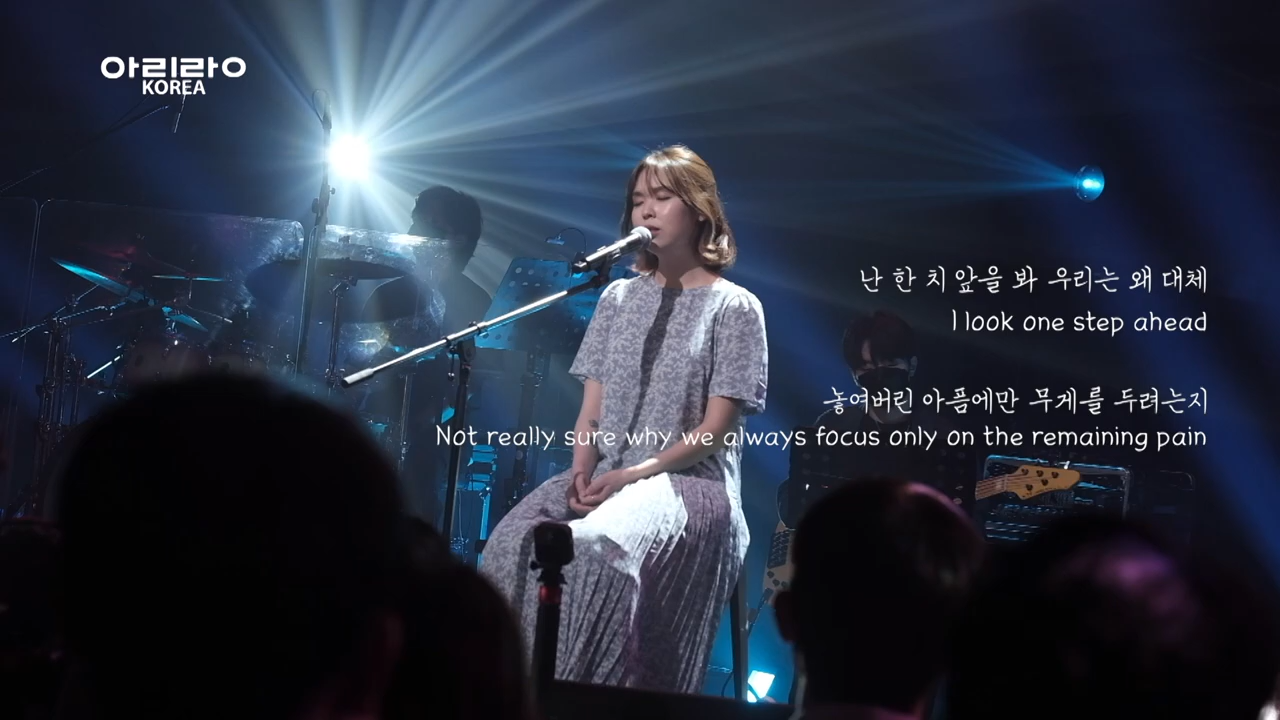 아리랑
KOREA
난 한 치 앞을 봐 우리는 왜 대체
I look one step ahead
놓여버린 아픔에만 무게를 두려는지
Not really sure why we always focus only on the remaining pain